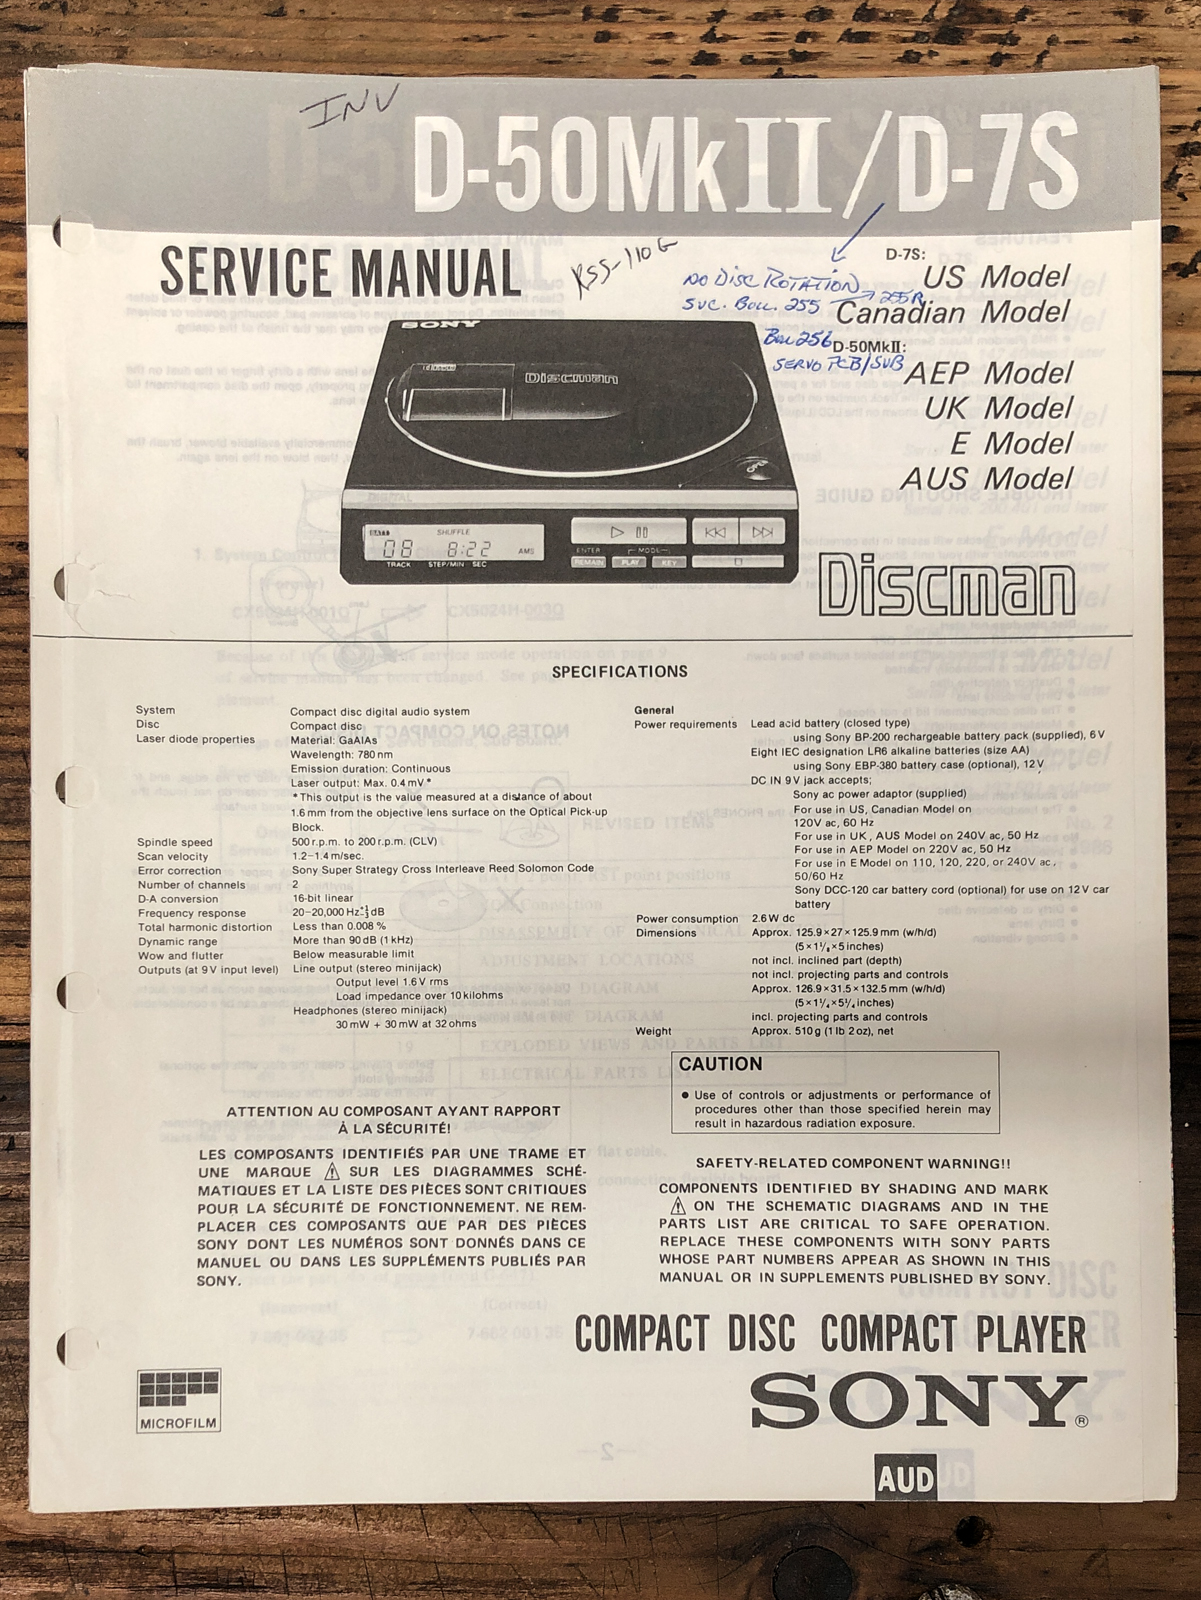 INV
D-50MkII/D-7S
SERVICE MANUAL
KSS-110G
NO DISC ROTATION
SVC. BULL. 255 → 255R
BULL 256
SERVO PCB/SUB
D-7S:
US Model
Canadian Model
D-50MkII:
AEP Model
UK Model
E Model
AUS Model
SONY
Discman
DIGITAL
BATT
SHUFFLE
08 8:22 AMS
TRACK STEP/MIN SEC
ENTER MODE
REMAIN PLAY KEY
Discman
SPECIFICATIONS
System Compact disc digital audio system
Disc Compact disc
Laser diode properties Material: GaAlAs
Wavelength: 780 nm
Emission duration: Continuous
Laser output: Max. 0.4 mV*
*This output is the value measured at a distance of about
1.6 mm from the objective lens surface on the Optical Pick-up
Block.
Spindle speed 500 r.p.m. to 200 r.p.m. (CLV)
Scan velocity 1.2-1.4 m/sec.
Error correction Sony Super Strategy Cross Interleave Reed Solomon Code
Number of channels 2
D-A conversion 16-bit linear
Frequency response 20-20,000 Hz dB
Total harmonic distortion Less than 0.008 %
Dynamic range More than 90 dB (1 kHz)
Wow and flutter Below measurable limit
Outputs (at 9 V input level) Line output (stereo minijack)
Output level 1.6 V rms
Load impedance over 10 kilohms
Headphones (stereo minijack)
30 mW + 30 mW at 32 ohms
General
Power requirements Lead acid battery (closed type)
using Sony BP-200 rechargeable battery pack (supplied), 6 V
Eight IEC designation LR6 alkaline batteries (size AA)
using Sony EBP-380 battery case (optional), 12 V
DC IN 9 V jack accepts;
Sony ac power adaptor (supplied)
For use in US, Canadian Model on
120V ac, 60 Hz
For use in UK, AUS Model on 240V ac, 50 Hz
For use in AEP Model on 220V ac, 50 Hz
For use in E Model on 110, 120, 220, or 240V ac,
50/60 Hz
Sony DCC-120 car battery cord (optional) for use on 12 V car
battery
Power consumption 2.6 W dc
Dimensions Approx. 125.9 × 27 × 125.9 mm (w/h/d)
(5 × 1 1/8 × 5 inches)
not incl. inclined part (depth)
not incl. projecting parts and controls
Approx. 126.9 × 31.5 × 132.5 mm (w/h/d)
(5 × 1 1/4 × 5 1/4 inches)
incl. projecting parts and controls
Weight Approx. 510 g (1 lb 2 oz), net
CAUTION
● Use of controls or adjustments or performance of
procedures other than those specified herein may
result in hazardous radiation exposure.
ATTENTION AU COMPOSANT AYANT RAPPORT
À LA SÉCURITÉ!
LES COMPOSANTS IDENTIFIÉS PAR UNE TRAME ET
UNE MARQUE ⚠ SUR LES DIAGRAMMES SCHÉ-
MATIQUES ET LA LISTE DES PIÈCES SONT CRITIQUES
POUR LA SÉCURITÉ DE FONCTIONNEMENT. NE REM-
PLACER CES COMPOSANTS QUE PAR DES PIÈCES
SONY DONT LES NUMÉROS SONT DONNÉS DANS CE
MANUEL OU DANS LES SUPPLÉMENTS PUBLIÉS PAR
SONY.
SAFETY-RELATED COMPONENT WARNING!!
COMPONENTS IDENTIFIED BY SHADING AND MARK
⚠ ON THE SCHEMATIC DIAGRAMS AND IN THE
PARTS LIST ARE CRITICAL TO SAFE OPERATION.
REPLACE THESE COMPONENTS WITH SONY PARTS
WHOSE PART NUMBERS APPEAR AS SHOWN IN THIS
MANUAL OR IN SUPPLEMENTS PUBLISHED BY SONY.
COMPACT DISC COMPACT PLAYER
SONY®
MICROFILM
AUD